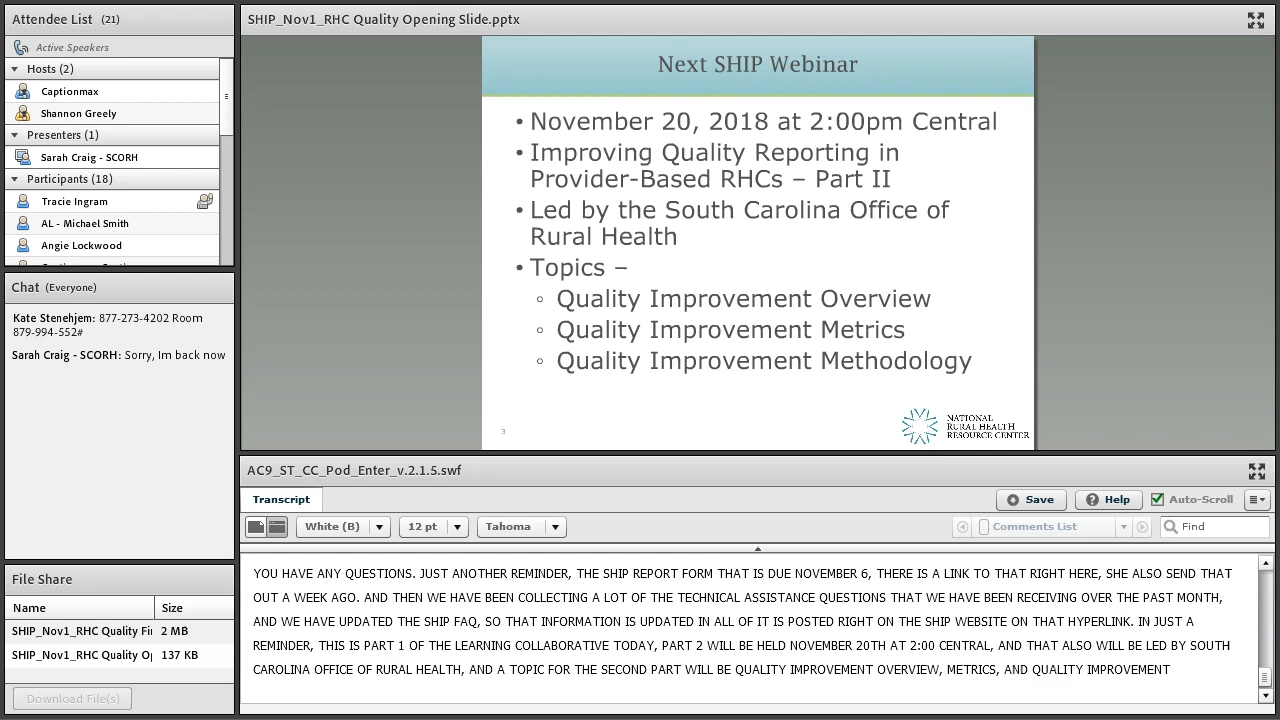 Attendee List (21)
Active Speakers
Hosts (2)
Captionmax
Shannon Greely
Presenters (1)
Sarah Craig - SCORH
Participants (18)
Tracie Ingram
AL - Michael Smith
Angie Lockwood
Chat (Everyone)
Kate Stenehjem: 877-273-4202 Room
879-994-552#
Sarah Craig - SCORH: Sorry, Im back now
File Share
Name Size
SHIP_Nov1_RHC Quality Fi 2 MB
SHIP_Nov1_RHC Quality O 137 KB
Download File(s)
SHIP_Nov1_RHC Quality Opening Slide.pptx
Next SHIP Webinar
• November 20, 2018 at 2:00pm Central
• Improving Quality Reporting in
Provider-Based RHCs – Part II
• Led by the South Carolina Office of
Rural Health
• Topics –
◦ Quality Improvement Overview
◦ Quality Improvement Metrics
◦ Quality Improvement Methodology
3
NATIONAL
RURAL HEALTH
RESOURCE CENTER
AC9_ST_CC_Pod_Enter_v.2.1.5.swf
Transcript
Save Help Auto-Scroll
White (B) 12 pt Tahoma Comments List Find
YOU HAVE ANY QUESTIONS. JUST ANOTHER REMINDER, THE SHIP REPORT FORM THAT IS DUE NOVEMBER 6, THERE IS A LINK TO THAT RIGHT HERE, SHE ALSO SEND THAT
OUT A WEEK AGO. AND THEN WE HAVE BEEN COLLECTING A LOT OF THE TECHNICAL ASSISTANCE QUESTIONS THAT WE HAVE BEEN RECEIVING OVER THE PAST MONTH,
AND WE HAVE UPDATED THE SHIP FAQ, SO THAT INFORMATION IS UPDATED IN ALL OF IT IS POSTED RIGHT ON THE SHIP WEBSITE ON THAT HYPERLINK. IN JUST A
REMINDER, THIS IS PART 1 OF THE LEARNING COLLABORATIVE TODAY, PART 2 WILL BE HELD NOVEMBER 20TH AT 2:00 CENTRAL, AND THAT ALSO WILL BE LED BY SOUTH
CAROLINA OFFICE OF RURAL HEALTH, AND A TOPIC FOR THE SECOND PART WILL BE QUALITY IMPROVEMENT OVERVIEW, METRICS, AND QUALITY IMPROVEMENT